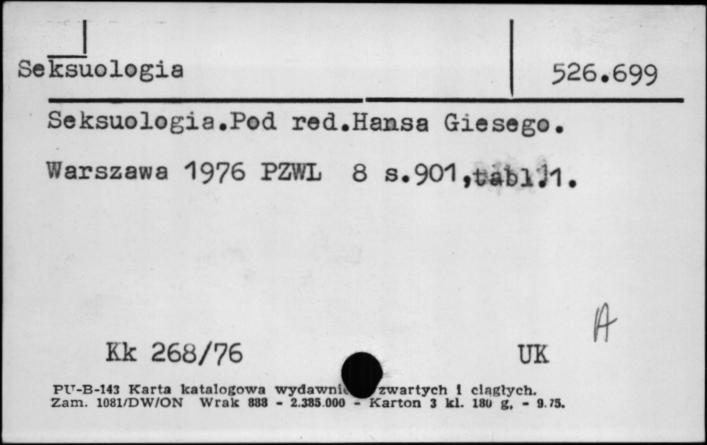 Seksuologia
526.699
Seksuologia.Pod red.Hansa Giesego.
Warszawa 1976 PZWL 8 s.901,tabl.1.
A
Kk 268/76
UK
PU-B-143 Karta katalogowa zwartych i ciągłych.
Zam. 1081/DW/ON Wrak 888 - 2.385.000 - Karton 3 kl. 180 g. - 9.75.